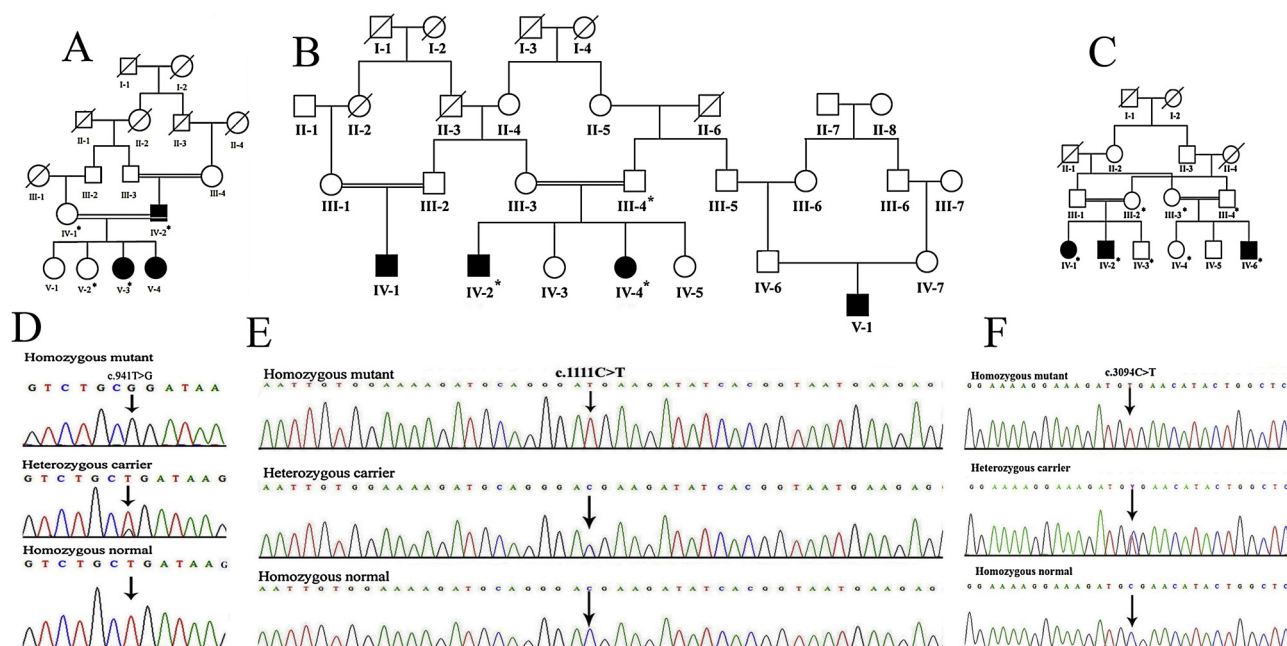 A
I-1 I-2
II-1 II-2 II-3 II-4
III-1 III-2 III-3 III-4
IV-1* IV-2*
V-1 V-2* V-3* V-4
B
I-1 I-2 I-3 I-4
II-1 II-2 II-3 II-4 II-5 II-6 II-7 II-8
III-1 III-2 III-3 III-4* III-5 III-6 III-6 III-7
IV-1 IV-2* IV-3 IV-4* IV-5 IV-6 IV-7
V-1
C
I-1 I-2
II-1 II-2 II-3 II-4
III-1 III-2* III-3* III-4*
IV-1* IV-2* IV-3* IV-4* IV-5 IV-6*
D
Homozygous mutant
c.941T>G
G T C T G C G G A T A A
Heterozygous carrier
G T C T G C T G A T A A G
Homozygous normal
G T C T G C T G A T A A G
E
c.1111C>T
Homozygous mutant
A A T T G T G G A A A A G A T G C A G G G A T G A A G A T A T C A C G G T A A T G A A G A G
Heterozygous carrier
A A T T G T G G A A A A G A T G C A G G G A C G A A G A T A T C A C G G T A A T G A A G A G
Homozygous normal
A A T T G T G G A A A A G A T G C A G G G A C G A A G A T A T C A C G G T A A T G A A G A G
F
c.3094C>T
Homozygous mutant
G G A A A A G G A A A G A T G T G A A C A T A C T G G C T C
Heterozygous carrier
G G A A A A G G A A A G A T G Y G A A C A T A C T G G C T C
Homozygous normal
G G A A A A G G A A A G A T G C G A A C A T A C T G G C T C